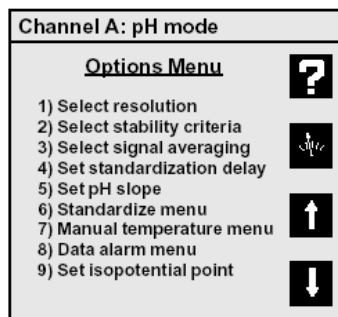 Channel A: pH mode
Options Menu
?
1) Select resolution
2) Select stability criteria
3) Select signal averaging
4) Set standardization delay
5) Set pH slope
6) Standardize menu
7) Manual temperature menu
8) Data alarm menu
9) Set isopotential point